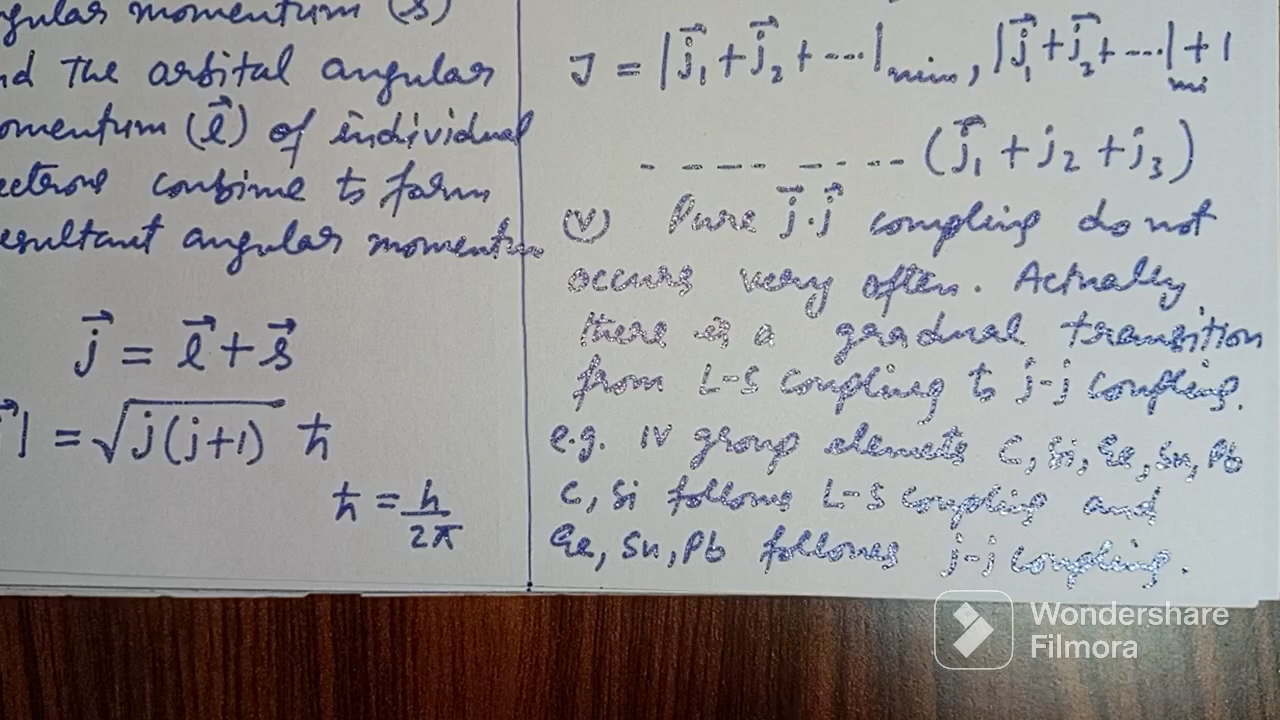 ngular momentum (s)
nd The orbital angular
omentum (l⃗) of individual
ectrons combine to form
esultant angular momentum
j⃗ = l⃗ + s⃗
| = √j(j+1) ħ
ħ = h/2π
J = |j⃗₁ + j⃗₂ + ---|min, |j⃗₁ + j⃗₂ + ---|mi + 1
- ---- --- -- -- (j⃗₁ + j₂ + j₃)
(V) Pure j⃗.j⃗ coupling do not
occurs very often. Actually
there is a gradual transition
from L-S coupling to j-j coupling.
e.g. IV group elements C, Si, Ge, Sn, Pb
C, Si follows L-S coupling and
Ge, Sn, Pb follows j-j coupling.
Wondershare
Filmora